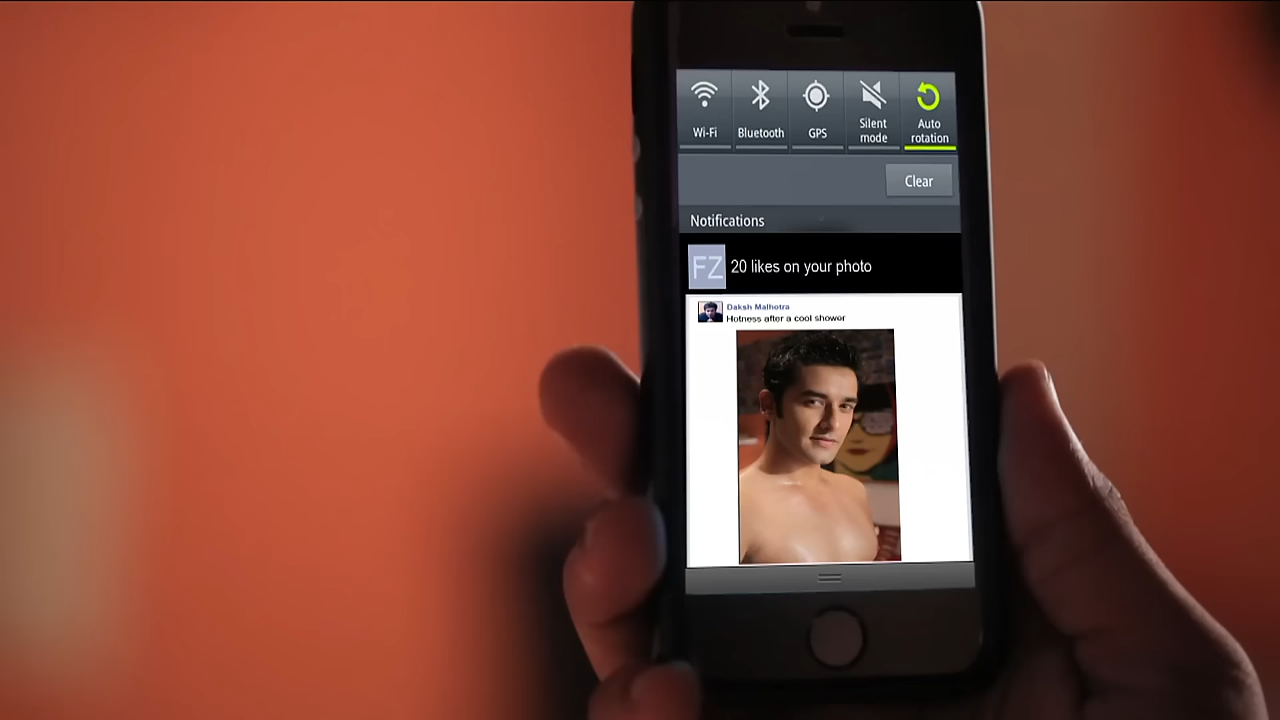 Wi-Fi
Bluetooth
GPS
Silent mode
Auto rotation
Clear
Notifications
FZ
20 likes on your photo
Daksh Malhotra
Hotness after a cool shower